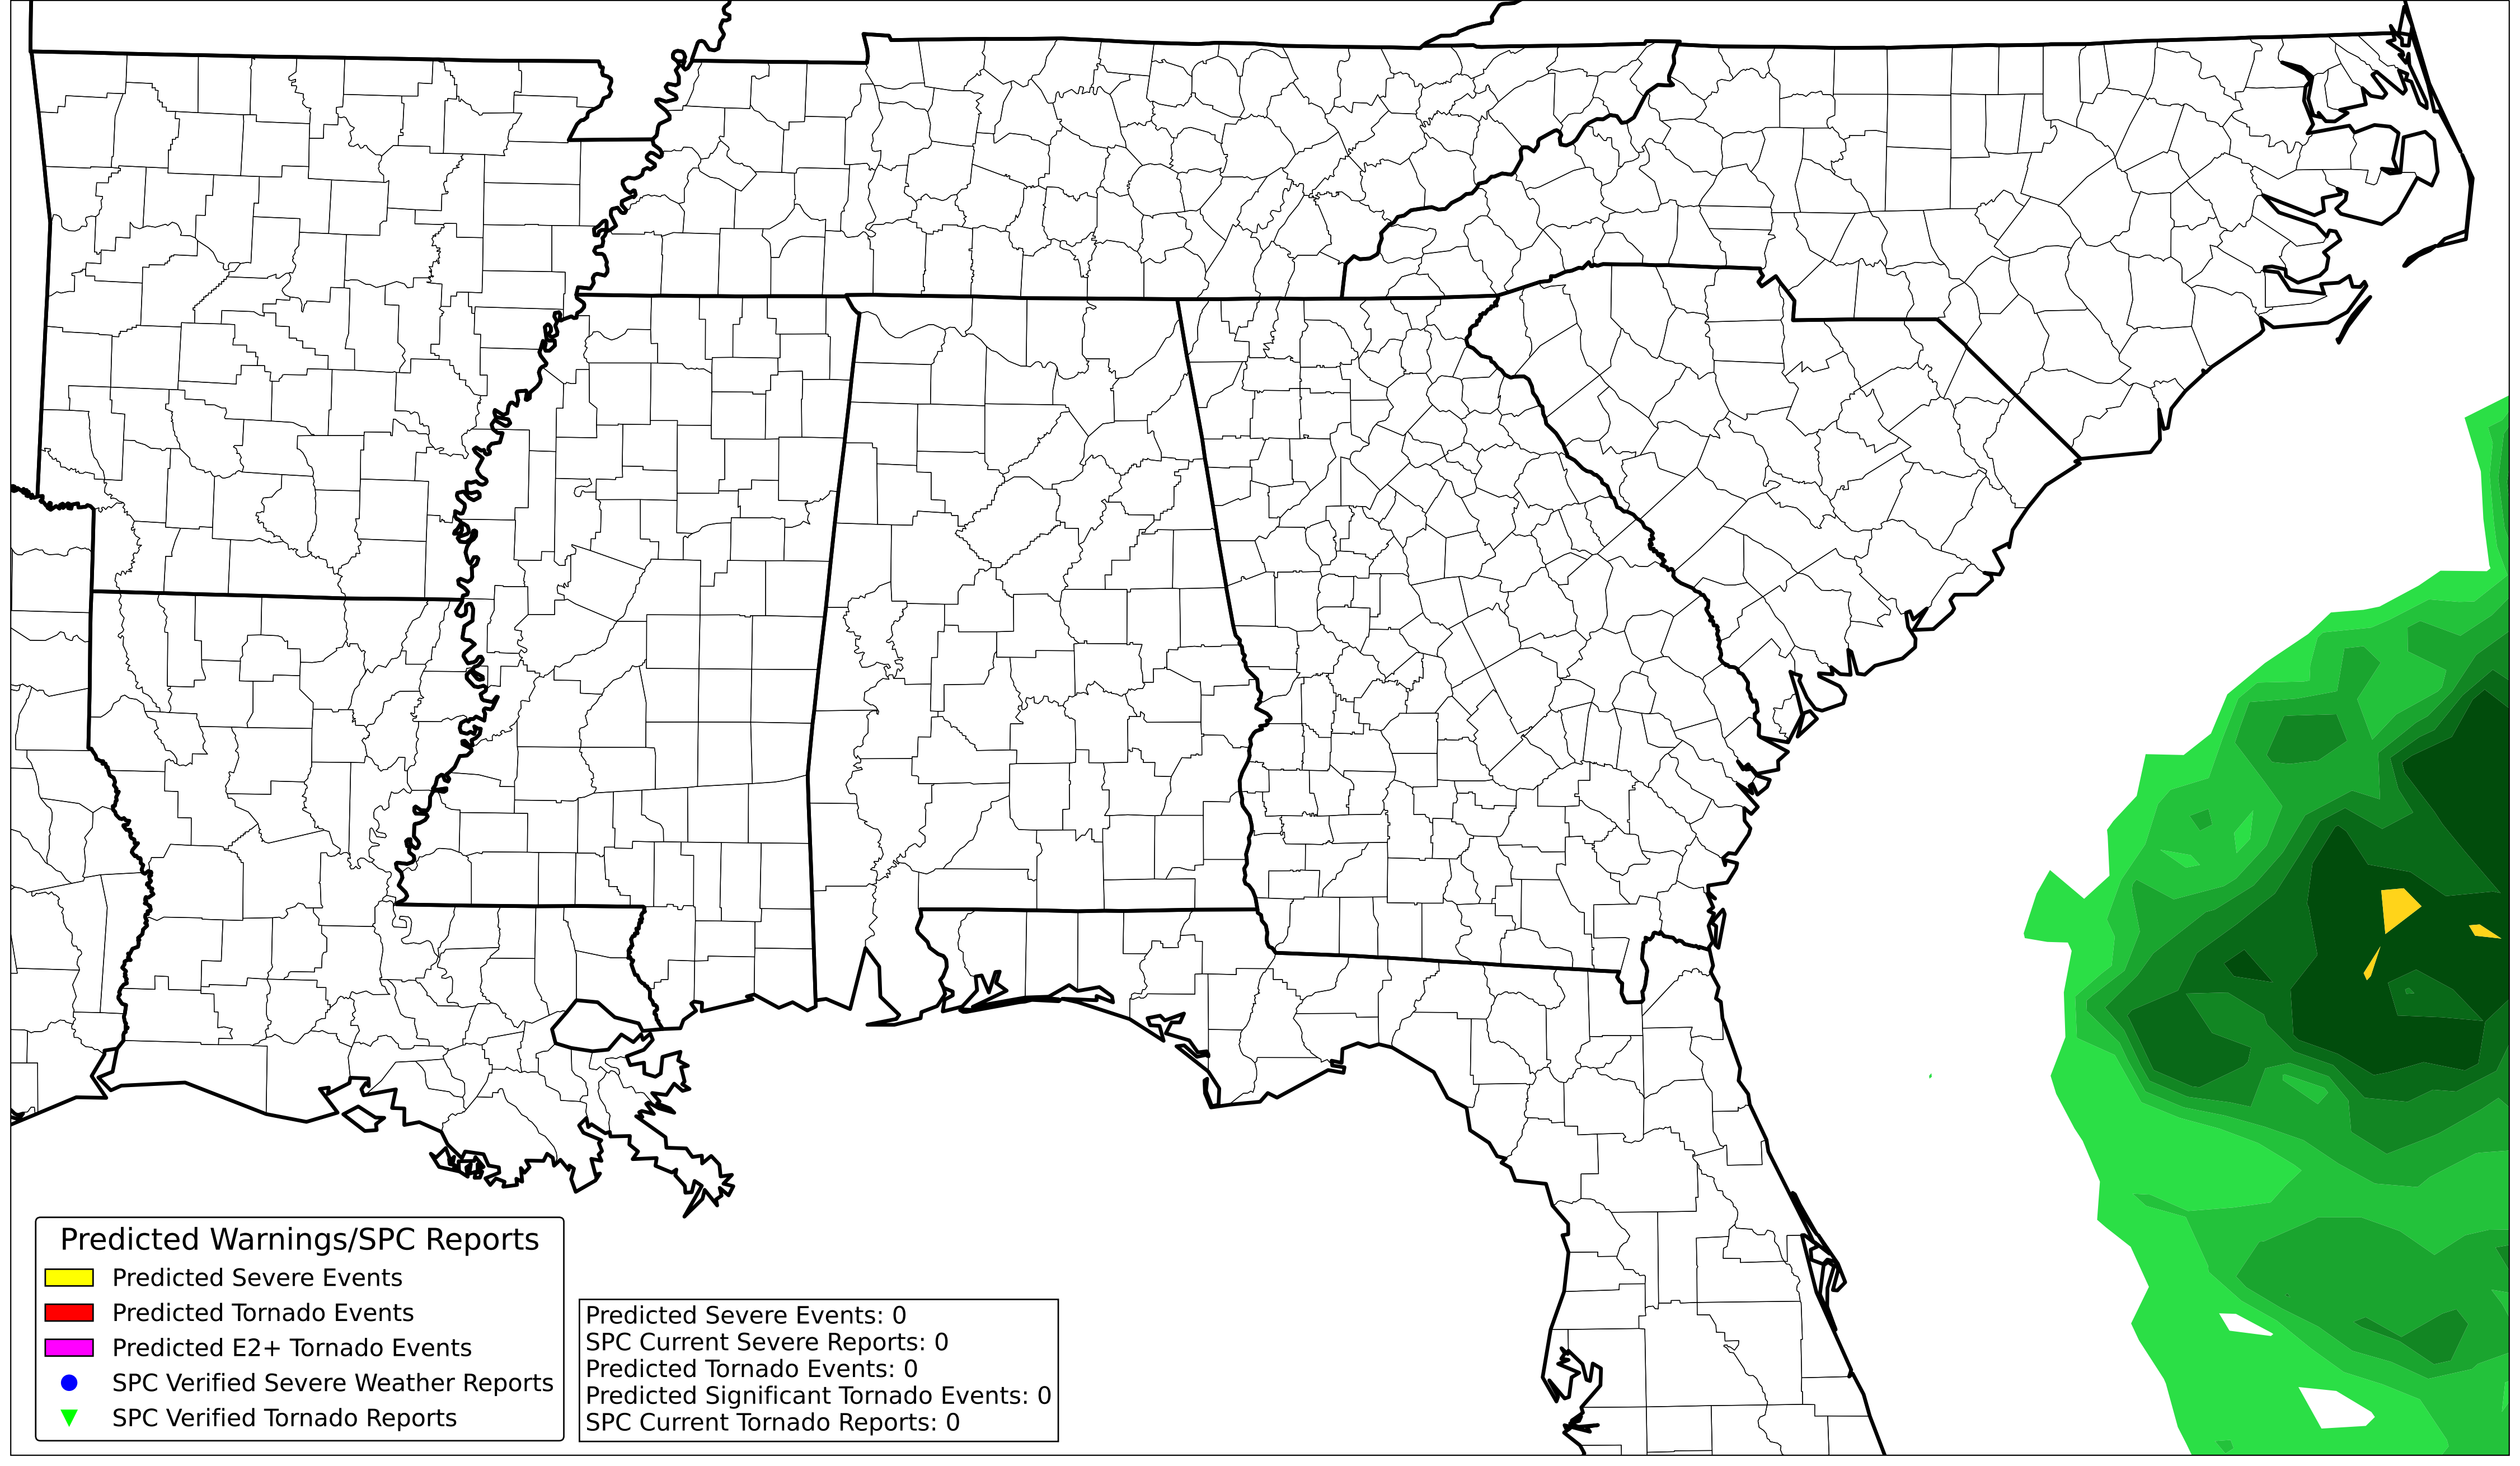 Predicted Warnings/SPC Reports
Predicted Severe Events
Predicted Tornado Events
Predicted E2+ Tornado Events
SPC Verified Severe Weather Reports
SPC Verified Tornado Reports
Predicted Severe Events: 0
SPC Current Severe Reports: 0
Predicted Tornado Events: 0
Predicted Significant Tornado Events: 0
SPC Current Tornado Reports: 0